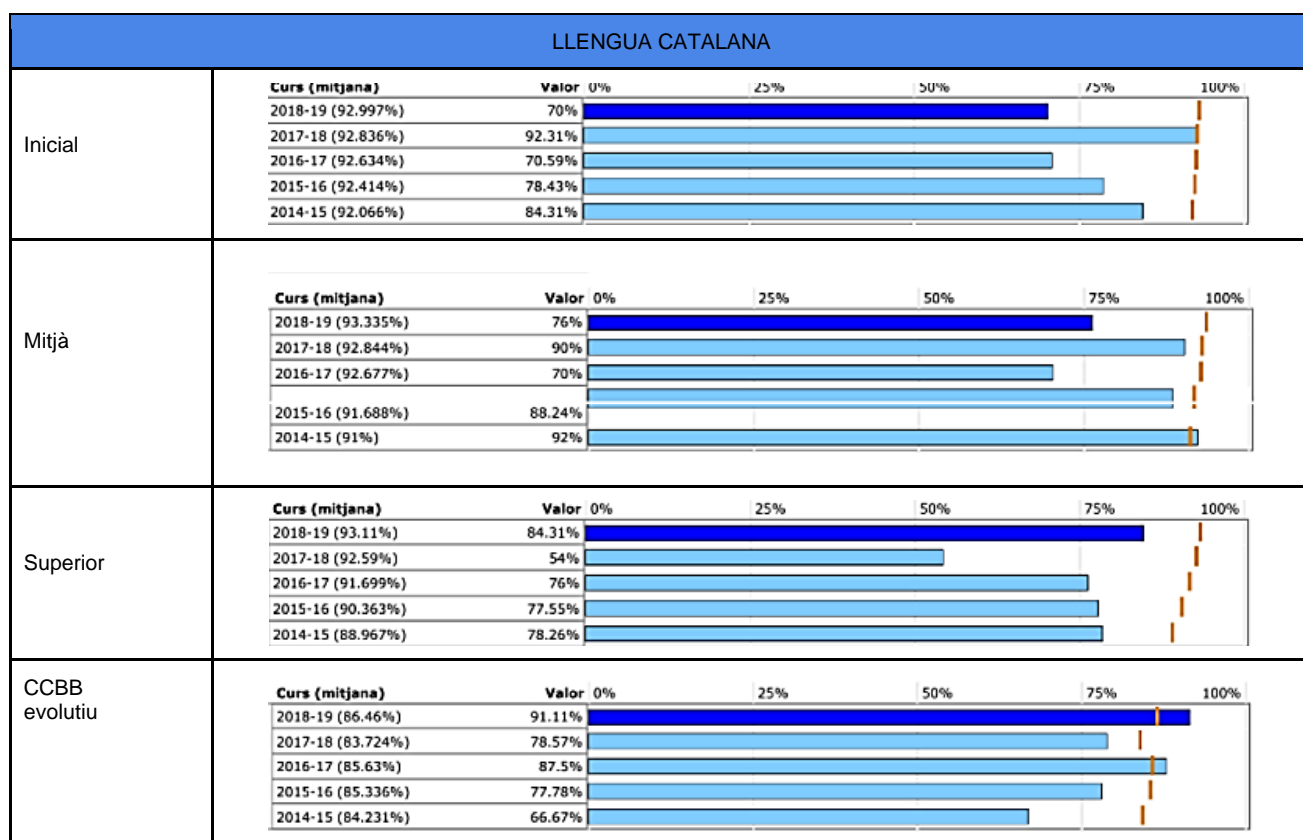 LLENGUA CATALANA
Inicial
Curs (mitjana) Valor 0% 25% 50% 75% 100%
2018-19 (92.997%) 70%
2017-18 (92.836%) 92.31%
2016-17 (92.634%) 70.59%
2015-16 (92.414%) 78.43%
2014-15 (92.066%) 84.31%
Mitjà
Curs (mitjana) Valor 0% 25% 50% 75% 100%
2018-19 (93.335%) 76%
2017-18 (92.844%) 90%
2016-17 (92.677%) 70%
2015-16 (91.688%) 88.24%
2014-15 (91%) 92%
Superior
Curs (mitjana) Valor 0% 25% 50% 75% 100%
2018-19 (93.11%) 84.31%
2017-18 (92.59%) 54%
2016-17 (91.699%) 76%
2015-16 (90.363%) 77.55%
2014-15 (88.967%) 78.26%
CCBB
evolutiu
Curs (mitjana) Valor 0% 25% 50% 75% 100%
2018-19 (86.46%) 91.11%
2017-18 (83.724%) 78.57%
2016-17 (85.63%) 87.5%
2015-16 (85.336%) 77.78%
2014-15 (84.231%) 66.67%